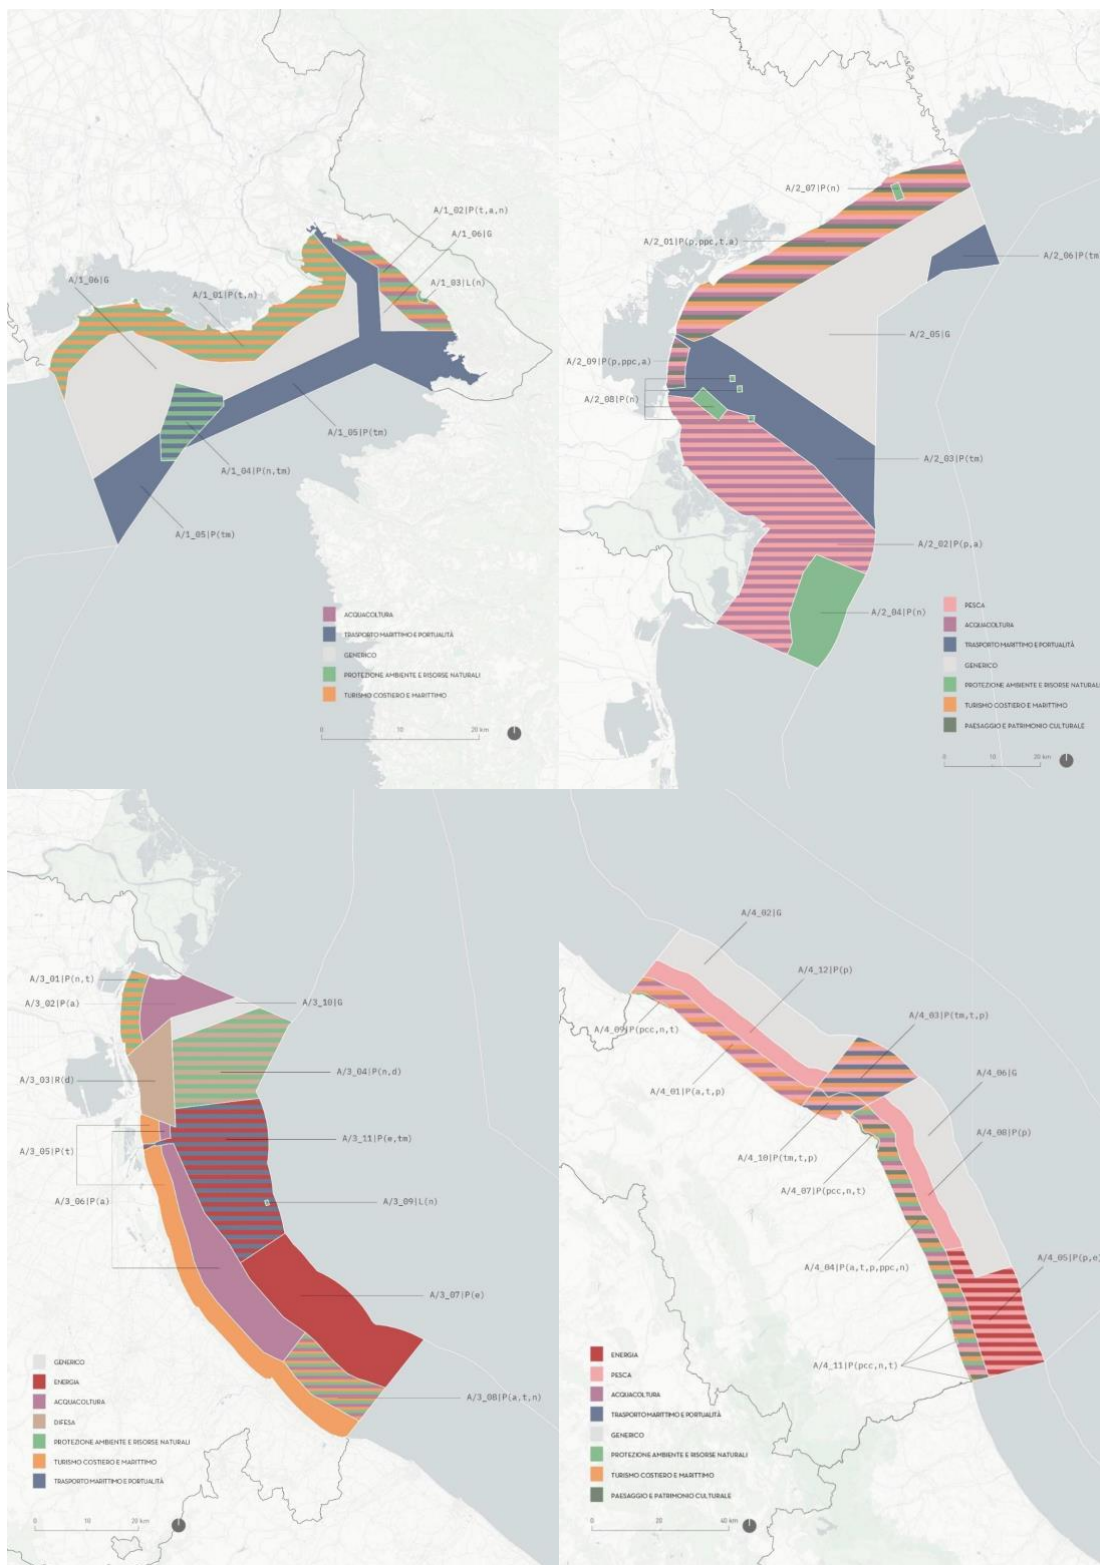 A/1_02|P(t,a,n)
A/1_06|G
A/1_06|G
A/1_01|P(t,n)
A/1_03|L(n)
A/1_05|P(tm)
A/1_04|P(n,tm)
A/1_05|P(tm)
ACQUACOLTURA
TRASPORTO MARITTIMO E PORTUALITÀ
GENERICO
PROTEZIONE AMBIENTE E RISORSE NATURALI
TURISMO COSTIERO E MARITTIMO
0 10 20 km
A/2_07|P(n)
A/2_01|P(p,ppc,t,a)
A/2_06|P(tm
A/2_05|G
A/2_09|P(p,ppc,a)
A/2_08|P(n)
A/2_03|P(tm)
A/2_02|P(p,a)
A/2_04|P(n)
PESCA
ACQUACOLTURA
TRASPORTO MARITTIMO E PORTUALITÀ
GENERICO
PROTEZIONE AMBIENTE E RISORSE NATURALI
TURISMO COSTIERO E MARITTIMO
PAESAGGIO E PATRIMONIO CULTURALE
0 10 20 km
A/3_01|P(n,t)
A/3_02|P(a)
A/3_10|G
A/3_03|R(d)
A/3_04|P(n,d)
A/3_11|P(e,tm)
A/3_05|P(t)
A/3_06|P(a)
A/3_09|L(n)
A/3_07|P(e)
A/3_08|P(a,t,n)
GENERICO
ENERGIA
ACQUACOLTURA
DIFESA
PROTEZIONE AMBIENTE E RISORSE NATURALI
TURISMO COSTIERO E MARITTIMO
TRASPORTO MARITTIMO E PORTUALITÀ
0 10 20 km
A/4_02|G
A/4_12|P(p)
A/4_03|P(tm,t,p)
A/4_09|P(pcc,n,t)
A/4_06|G
A/4_01|P(a,t,p)
A/4_08|P(p)
A/4_10|P(tm,t,p)
A/4_07|P(pcc,n,t)
A/4_05|P(p,e)
A/4_04|P(a,t,p,ppc,n)
A/4_11|P(pcc,n,t)
ENERGIA
PESCA
ACQUACOLTURA
TRASPORTO MARITTIMO E PORTUALITÀ
GENERICO
PROTEZIONE AMBIENTE E RISORSE NATURALI
TURISMO COSTIERO E MARITTIMO
PAESAGGIO E PATRIMONIO CULTURALE
0 20 40 km